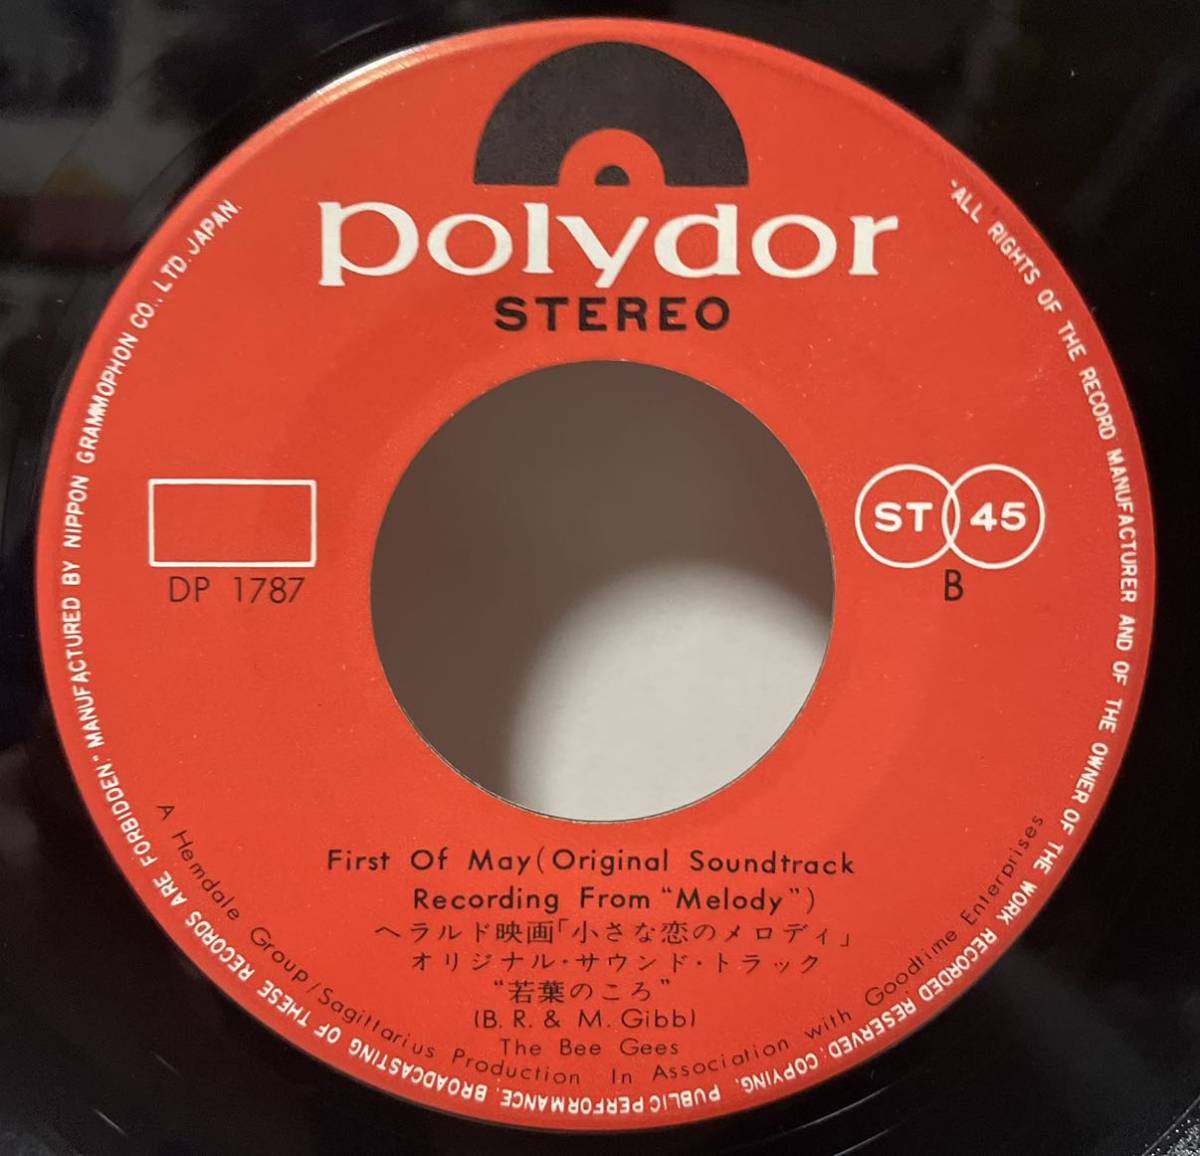 polydor
STEREO
DP 1787
ST 45
B
First Of May (Original Soundtrack
Recording From "Melody")
ヘラルド映画「小さな恋のメロディ」
オリジナル・サウンド・トラック
"若葉のころ"
(B. R. & M. Gibb)
The Bee Gees
A Hemdale Group/Sagittarius Production In Association with Goodtime Enterprises
"ALL RIGHTS OF THE RECORD MANUFACTURER AND OF THE OWNER OF THE WORK RECORDED RESERVED: COPYING. PUBLIC PERFORMANCE. BROADCASTING OF THESE RECORDS ARE FORBIDDEN." MANUFACTURED BY NIPPON GRAMMOPHON CO., LTD. JAPAN.